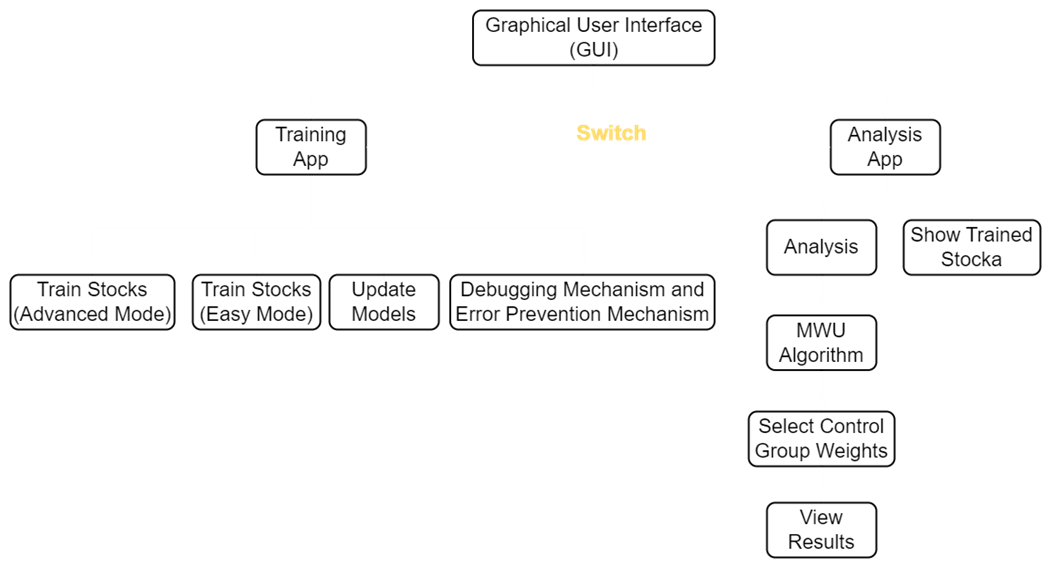 Graphical User Interface
(GUI)
Training
App
Switch
Analysis
App
Analysis
Show Trained
Stocka
Train Stocks
(Advanced Mode)
Train Stocks
(Easy Mode)
Update
Models
Debugging Mechanism and
Error Prevention Mechanism
MWU
Algorithm
Select Control
Group Weights
View
Results